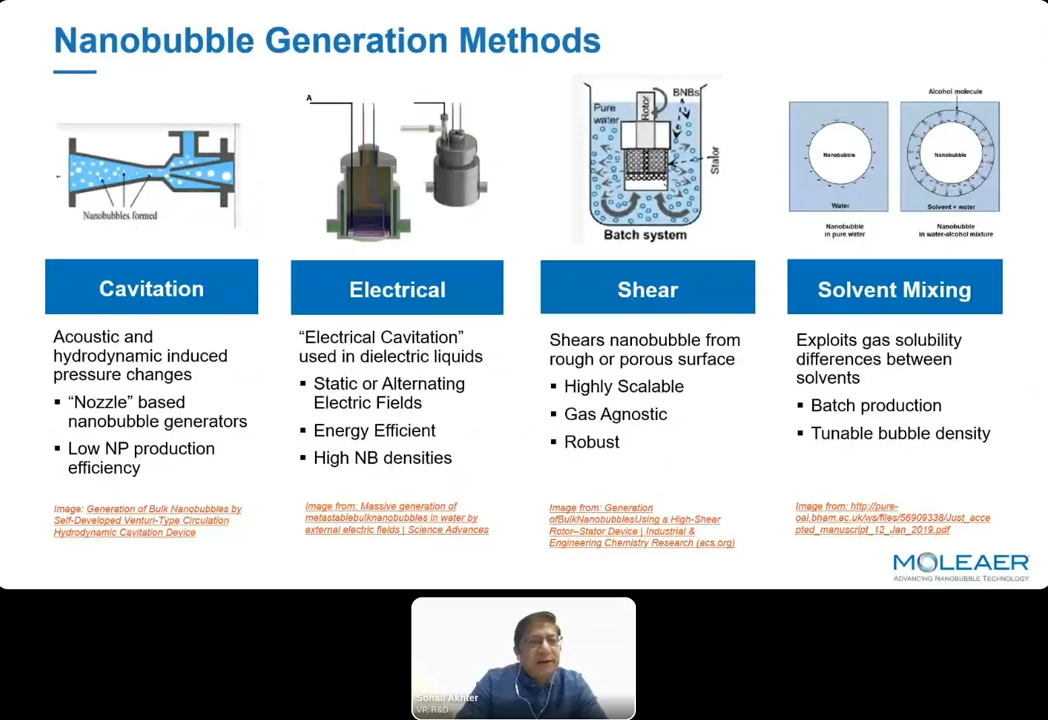 Nanobubble Generation Methods
Nanobubbles formed
A
Pure
water
Rotor
BNBs
Stator
Batch system
Alcohol molecule
Nanobubble
Nanobubble
Water
Solvent + water
Nanobubble
in pure water
Nanobubble
in water-alcohol mixture
Cavitation
Acoustic and
hydrodynamic induced
pressure changes
▪ “Nozzle” based
nanobubble generators
▪ Low NP production
efficiency
Image: Generation of Bulk Nanobubbles by
Self-Developed Venturi-Type Circulation
Hydrodynamic Cavitation Device
Electrical
“Electrical Cavitation”
used in dielectric liquids
▪ Static or Alternating
Electric Fields
▪ Energy Efficient
▪ High NB densities
Image from: Massive generation of
metastablebulknanobubbles in water by
external electric fields | Science Advances
Shear
Shears nanobubble from
rough or porous surface
▪ Highly Scalable
▪ Gas Agnostic
▪ Robust
Image from: Generation
ofBulkNanobubblesUsing a High-Shear
Rotor–Stator Device | Industrial &
Engineering Chemistry Research (acs.org)
Solvent Mixing
Exploits gas solubility
differences between
solvents
▪ Batch production
▪ Tunable bubble density
Image from: http://pure-
oai.bham.ac.uk/ws/files/56909338/Just_acce
pted_manuscript_12_Jan_2019.pdf
MOLEAER
ADVANCING NANOBUBBLE TECHNOLOGY
Sohail Akhter
VP, R&D